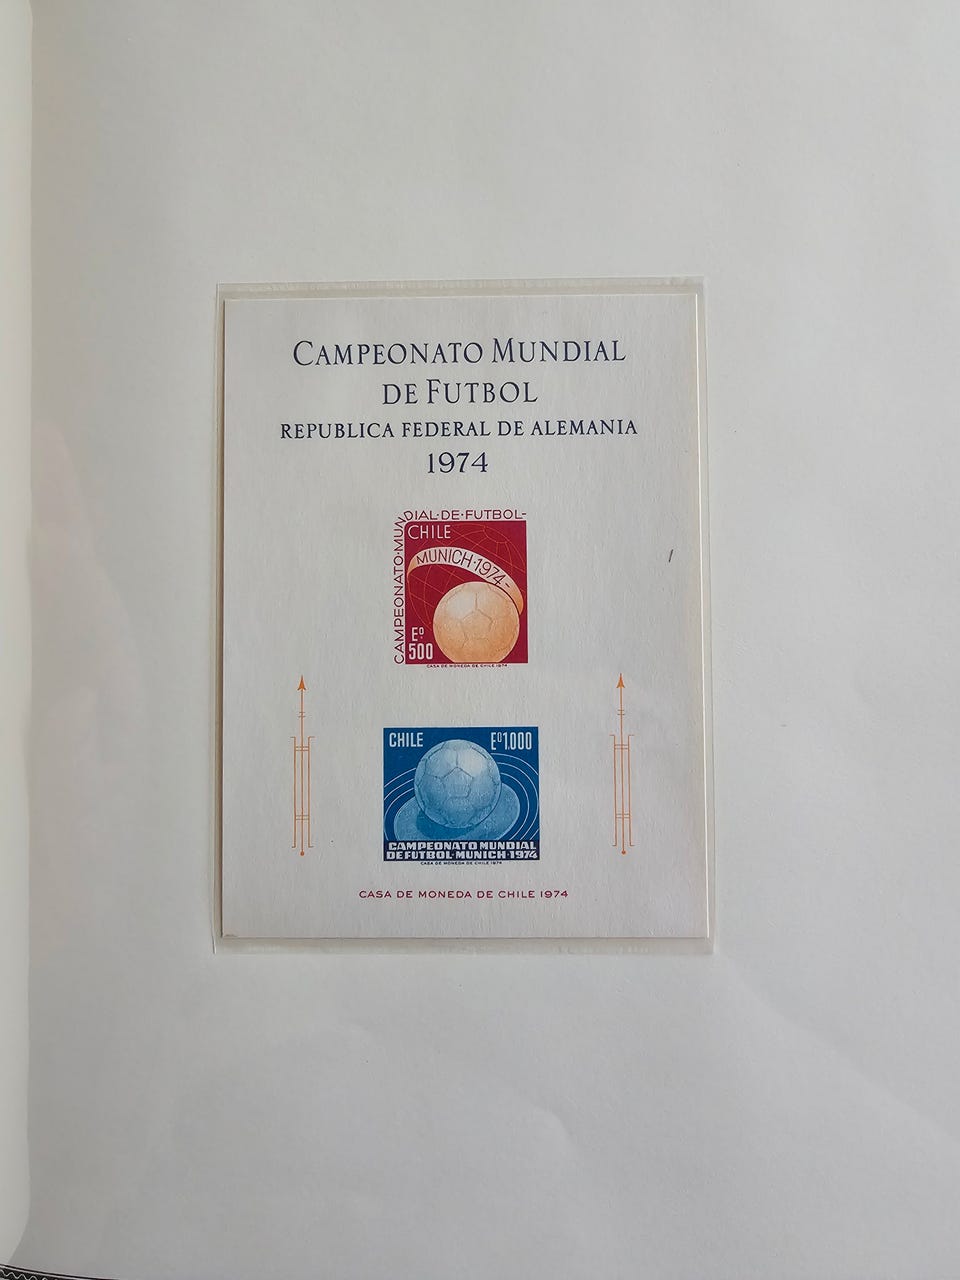 CAMPEONATO MUNDIAL
DE FUTBOL
REPUBLICA FEDERAL DE ALEMANIA
1974
CAMPEONATO·MUNDIAL·DE·FUTBOL-
CHILE
MUNICH·1974-
Eº
500
CASA DE MONEDA DE CHILE 1974
CHILE Eº1.000
CAMPEONATO MUNDIAL
DE FUTBOL·MUNICH·1974
CASA DE MONEDA DE CHILE 1974
CASA DE MONEDA DE CHILE 1974